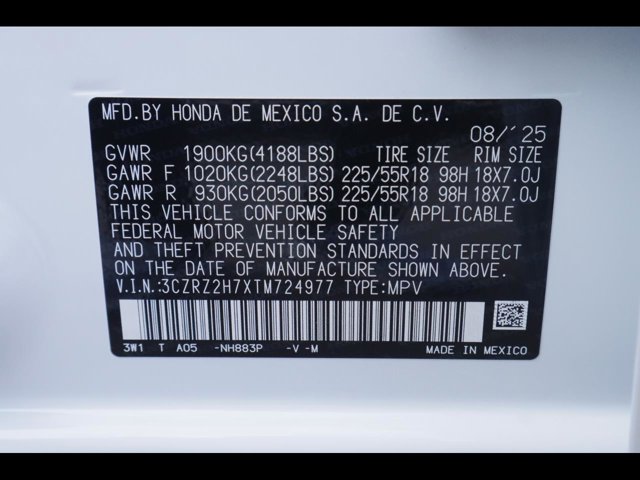 MFD.BY HONDA DE MEXICO S.A. DE C.V.
08/'25
GVWR 1900KG(4188LBS) TIRE SIZE RIM SIZE
GAWR F 1020KG(2248LBS) 225/55R18 98H 18X7.0J
GAWR R 930KG(2050LBS) 225/55R18 98H 18X7.0J
THIS VEHICLE CONFORMS TO ALL APPLICABLE
FEDERAL MOTOR VEHICLE SAFETY
AND THEFT PREVENTION STANDARDS IN EFFECT
ON THE DATE OF MANUFACTURE SHOWN ABOVE.
V.I.N.:3CZRZ2H7XTM724977 TYPE:MPV
3W1 T A05 -NH883P -V -M MADE IN MEXICO